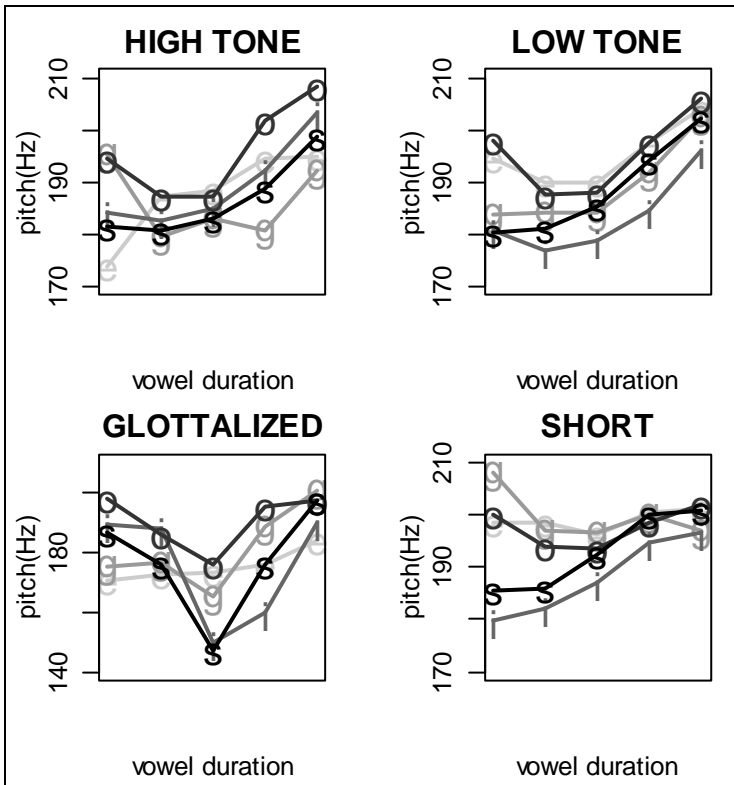 HIGH TONE
pitch(Hz)
210
190
170
vowel duration
LOW TONE
pitch(Hz)
210
190
170
vowel duration
GLOTTALIZED
pitch(Hz)
180
140
vowel duration
SHORT
pitch(Hz)
210
190
170
vowel duration